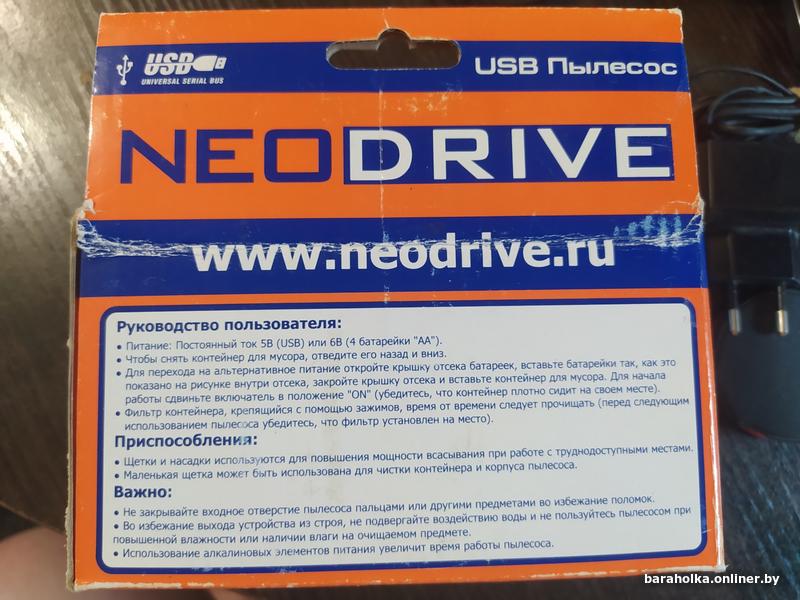 USB
UNIVERSAL SERIAL BUS
USB Пылесос
NEODRIVE
www.neodrive.ru
Руководство пользователя:
• Питание: Постоянный ток 5В (USB) или 6В (4 батарейки "АА").
• Чтобы снять контейнер для мусора, отведите его назад и вниз.
• Для перехода на альтернативное питание откройте крышку отсека батареек, вставьте батарейки так, как это
показано на рисунке внутри отсека, закройте крышку отсека и вставьте контейнер для мусора. Для начала
работы сдвиньте включатель в положение "ON" (убедитесь, что контейнер плотно сидит на своем месте).
• Фильтр контейнера, крепящийся с помощью зажимов, время от времени следует прочищать (перед следующим
использованием пылесоса убедитесь, что фильтр установлен на место).
Приспособления:
• Щетки и насадки используются для повышения мощности всасывания при работе с труднодоступными местами.
• Маленькая щетка может быть использована для чистки контейнера и корпуса пылесоса.
Важно:
• Не закрывайте входное отверстие пылесоса пальцами или другими предметами во избежание поломок.
• Во избежание выхода устройства из строя, не подвергайте воздействию воды и не пользуйтесь пылесосом при
повышенной влажности или наличии влаги на очищаемом предмете.
• Использование алкалиновых элементов питания увеличит время работы пылесоса.
baraholka.onliner.by